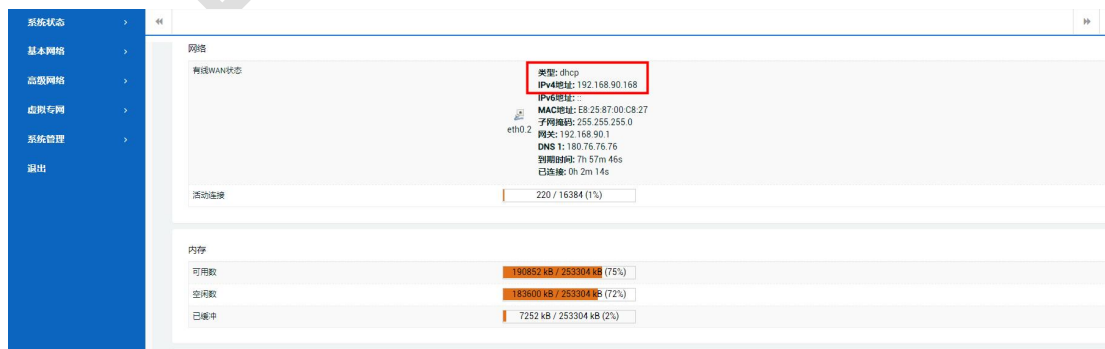 系统状态
基本网络
高级网络
虚拟专网
系统管理
退出
网络
有线WAN状态
eth0.2
类型: dhcp
IPv4地址: 192.168.90.168
IPv6地址: ::
MAC地址: E8:25:87:00:C8:27
子网掩码: 255.255.255.0
网关: 192.168.90.1
DNS 1: 180.76.76.76
到期时间: 7h 57m 46s
已连接: 0h 2m 14s
活动连接
220 / 16384 (1%)
内存
可用数
190852 kB / 253304 kB (75%)
空闲数
183600 kB / 253304 kB (72%)
已缓冲
7252 kB / 253304 kB (2%)